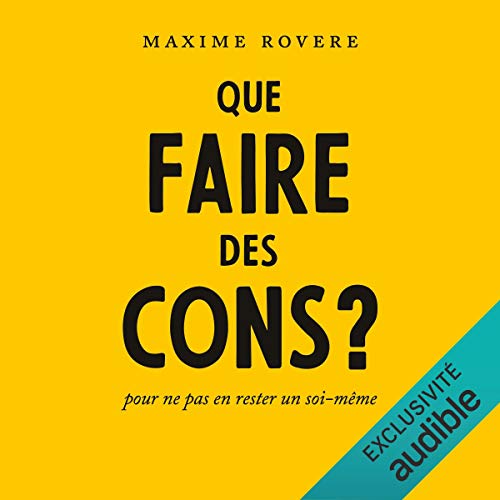 MAXIME ROVERE
QUE
FAIRE
DES
CONS?
pour ne pas en rester un soi-même
EXCLUSIVITÉ
audible